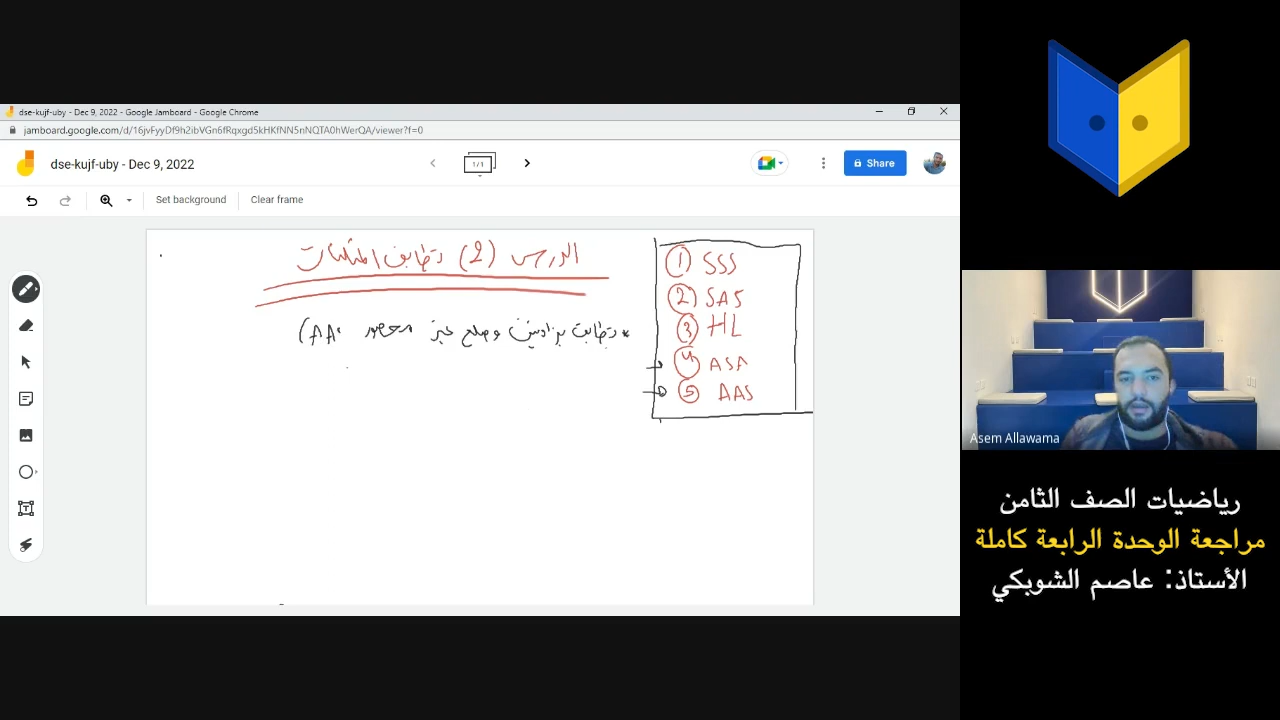 dse-kujf-uby - Dec 9, 2022 - Google Jamboard - Google Chrome
jamboard.google.com/d/16jvFyyDf9h2ibVGn6fRqxgd5kHKfNN5nNQTA0hWerQA/viewer?f=0
dse-kujf-uby - Dec 9, 2022
1/1
Share
Set background
Clear frame
الدرس (2) تطابق المثلثات
* تطابق بزاويتين وضلع غير محصور (AA
① SSS
② SAS
③ HL
④ ASA
⑤ AAS
Asem Allawama
رياضيات الصف الثامن
مراجعة الوحدة الرابعة كاملة
الأستاذ: عاصم الشوبكي